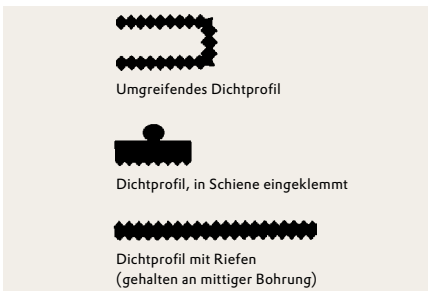 Umgreifendes Dichtprofil
Dichtprofil, in Schiene eingeklemmt
Dichtprofil mit Riefen
(gehalten an mittiger Bohrung)